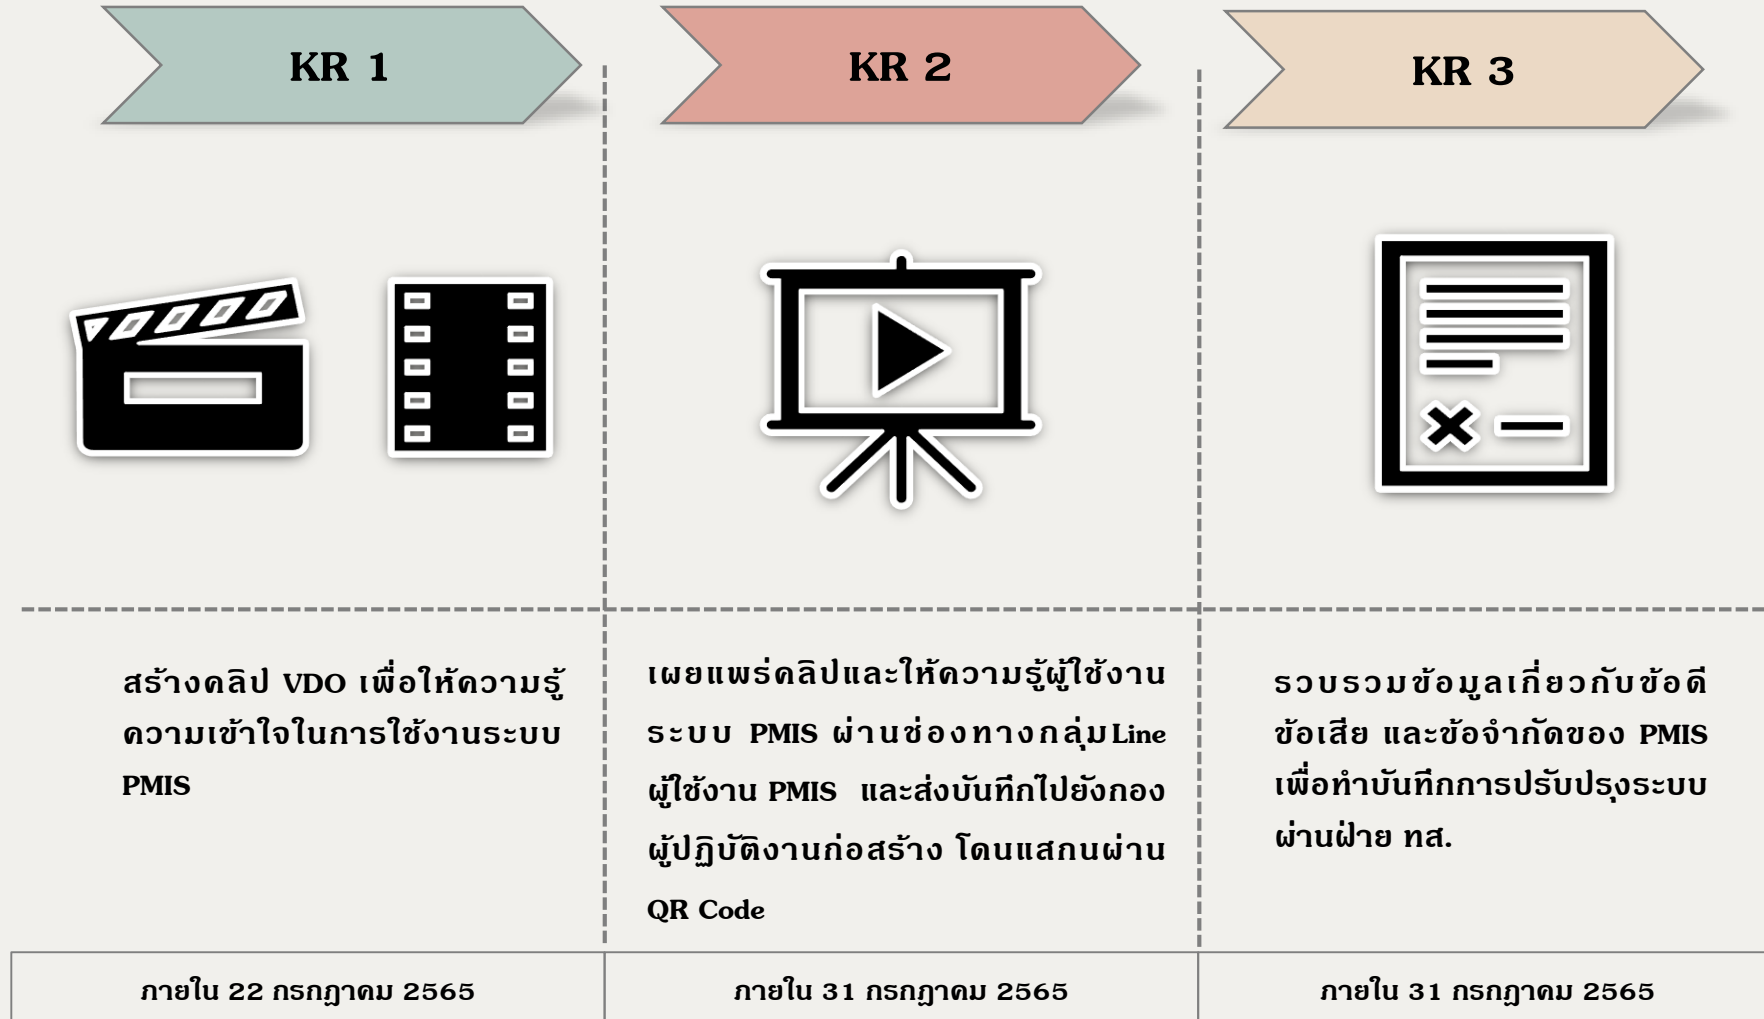 KR 1
KR 2
KR 3
สร้างคลิป VDO เพื่อให้ความรู้
ความเข้าใจในการใช้งานระบบ
PMIS
เผยแพร่คลิปและให้ความรู้ผู้ใช้งาน
ระบบ PMIS ผ่านช่องทางกลุ่มLine
ผู้ใช้งาน PMIS และส่งบันทึกไปยังกอง
ผู้ปฏิบัติงานก่อสร้าง โดนแสกนผ่าน
QR Code
รวบรวมข้อมูลเกี่ยวกับข้อดี
ข้อเสีย และข้อจำกัดของ PMIS
เพื่อทำบันทึกการปรับปรุงระบบ
ผ่านฝ่าย ทส.
ภายใน 22 กรกฎาคม 2565
ภายใน 31 กรกฎาคม 2565
ภายใน 31 กรกฎาคม 2565